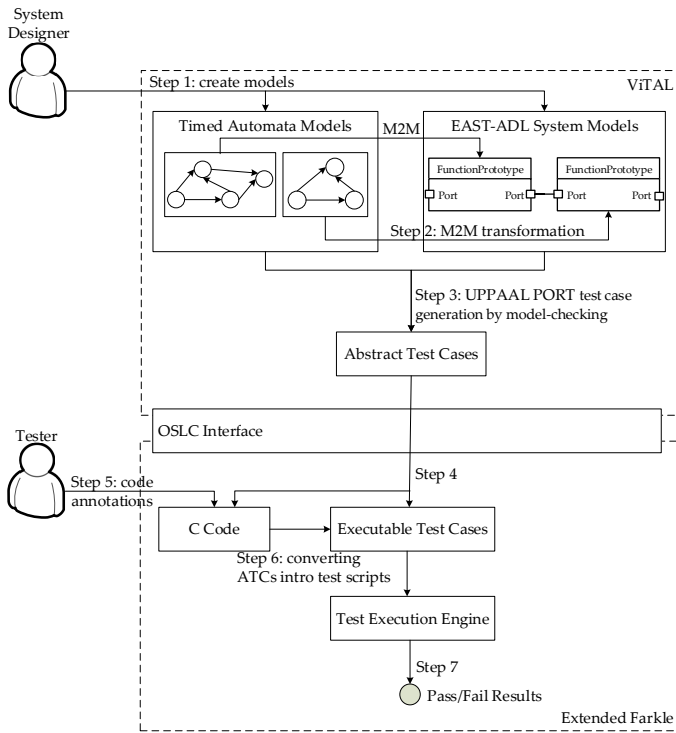 System
Designer
Step 1: create models
ViTAL
Timed Automata Models
M2M
EAST-ADL System Models
FunctionPrototype
FunctionPrototype
Port
Port
Port
Port
Step 2: M2M transformation
Step 3: UPPAAL PORT test case
generation by model-checking
Abstract Test Cases
OSLC Interface
Tester
Step 5: code
annotations
Step 4
C Code
Executable Test Cases
Step 6: converting
ATCs intro test scripts
Test Execution Engine
Step 7
Pass/Fail Results
Extended Farkle